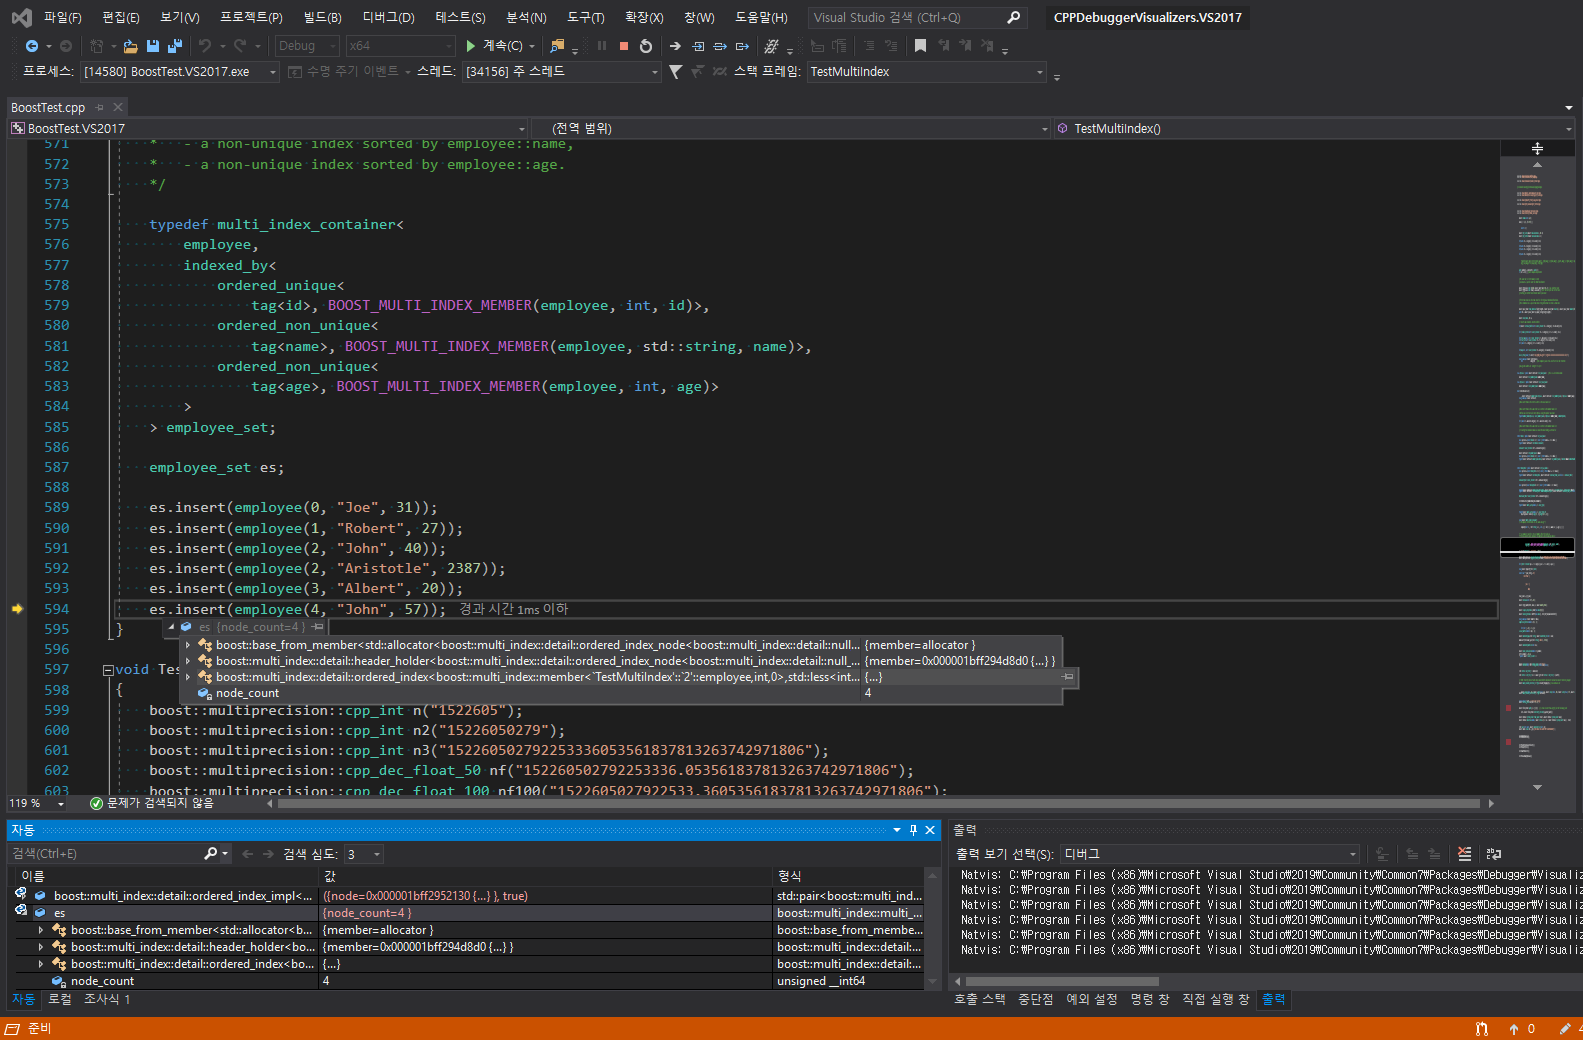 파일(F) 편집(E) 보기(V) 프로젝트(P) 빌드(B) 디버그(D) 테스트(S) 분석(N) 도구(T) 확장(X) 창(W) 도움말(H) Visual Studio 검색 (Ctrl+Q) CPPDebuggerVisualizers.VS2017
Debug x64 계속(C)
프로세스: [14580] BoostTest.VS2017.exe 수명 주기 이벤트 스레드: [34156] 주 스레드 스택 프레임: TestMultiIndex
BoostTest.cpp
BoostTest.VS2017 (전역 범위) TestMultiIndex()
571 * - a non-unique index sorted by employee::name,
572 * - a non-unique index sorted by employee::age.
573 */
574
575 typedef multi_index_container<
576 employee,
577 indexed_by<
578 ordered_unique<
579 tag<id>, BOOST_MULTI_INDEX_MEMBER(employee, int, id)>,
580 ordered_non_unique<
581 tag<name>, BOOST_MULTI_INDEX_MEMBER(employee, std::string, name)>,
582 ordered_non_unique<
583 tag<age>, BOOST_MULTI_INDEX_MEMBER(employee, int, age)>
584 >
585 > employee_set;
586
587 employee_set es;
588
589 es.insert(employee(0, "Joe", 31));
590 es.insert(employee(1, "Robert", 27));
591 es.insert(employee(2, "John", 40));
592 es.insert(employee(2, "Aristotle", 2387));
593 es.insert(employee(3, "Albert", 20));
594 es.insert(employee(4, "John", 57)); 경과 시간 1ms 이하
595 } es {node_count=4 }
596 boost::base_from_member<std::allocator<boost::multi_index::detail::ordered_index_node<boost::multi_index::detail::null... {member=allocator }
boost::multi_index::detail::header_holder<boost::multi_index::detail::ordered_index_node<boost::multi_index::detail::null_... {member=0x000001bff294d8d0 {...} }
597 void Te boost::multi_index::detail::ordered_index<boost::multi_index::member<`TestMultiIndex'::`2'::employee,int,0>,std::less<int... {...}
598 { node_count 4
599 boost::multiprecision::cpp_int n("1522605");
600 boost::multiprecision::cpp_int n2("15226050279");
601 boost::multiprecision::cpp_int n3("1522605027922533360535618378132637429718​06");
602 boost::multiprecision::cpp_dec_float_50 nf("152260502792253336.0535618378132637429718​06");
603 boost::multiprecision::cpp_dec_float_100 nf100("1522605027922533.3605356183781326374297180​6");
119 % 문제가 검색되지 않음
자동
검색(Ctrl+E) 검색 심도: 3
이름 값 형식
boost::multi_index::detail::ordered_index_impl<... ({node=0x000001bff2952130 {...} }, true) std::pair<boost::multi_ind...
es {node_count=4 } boost::multi_index::multi_...
boost::base_from_member<std::allocator<b... {member=allocator } boost::base_from_membe...
boost::multi_index::detail::header_holder<bo... {member=0x000001bff294d8d0 {...} } boost::multi_index::detail:...
boost::multi_index::detail::ordered_index<bo... {...} boost::multi_index::detail:...
node_count 4 unsigned __int64
자동 로컬 조사식 1
출력
출력 보기 선택(S): 디버그
Natvis: C:₩Program Files (x86)₩Microsoft Visual Studio₩2019₩Community₩Common7₩Packages₩Debugger₩Visualiz
Natvis: C:₩Program Files (x86)₩Microsoft Visual Studio₩2019₩Community₩Common7₩Packages₩Debugger₩Visualiz
Natvis: C:₩Program Files (x86)₩Microsoft Visual Studio₩2019₩Community₩Common7₩Packages₩Debugger₩Visualiz
Natvis: C:₩Program Files (x86)₩Microsoft Visual Studio₩2019₩Community₩Common7₩Packages₩Debugger₩Visualiz
Natvis: C:₩Program Files (x86)₩Microsoft Visual Studio₩2019₩Community₩Common7₩Packages₩Debugger₩Visualiz
Natvis: C:₩Program Files (x86)₩Microsoft Visual Studio₩2019₩Community₩Common7₩Packages₩Debugger₩Visualiz
호출 스택 중단점 예외 설정 명령 창 직접 실행 창 출력
준비 0 4